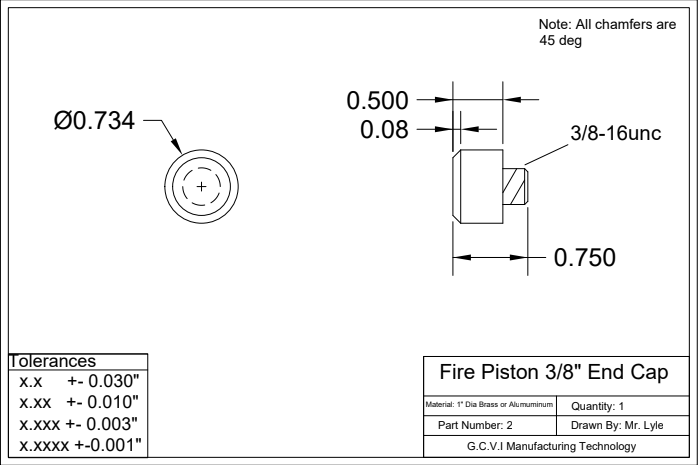 Note: All chamfers are
45 deg
0.500
Ø0.734
0.08
3/8-16unc
0.750
Tolerances
x.x +- 0.030"
x.xx +- 0.010"
x.xxx +- 0.003"
x.xxxx +-0.001"
Fire Piston 3/8" End Cap
Material: 1" Dia Brass or Alumuminum
Quantity: 1
Part Number: 2
Drawn By: Mr. Lyle
G.C.V.I Manufacturing Technology